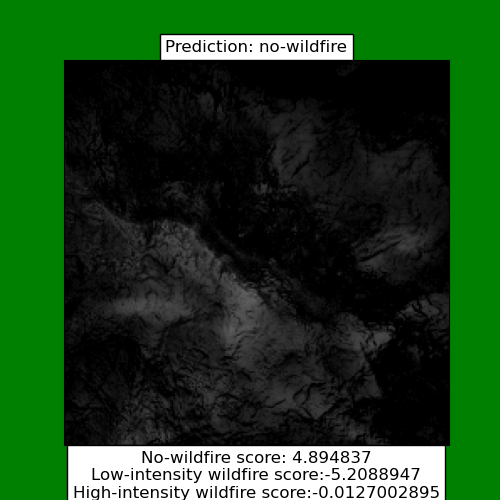 Prediction: no-wildfire
No-wildfire score: 4.894837
Low-intensity wildfire score:-5.2088947
High-intensity wildfire score:-0.0127002895